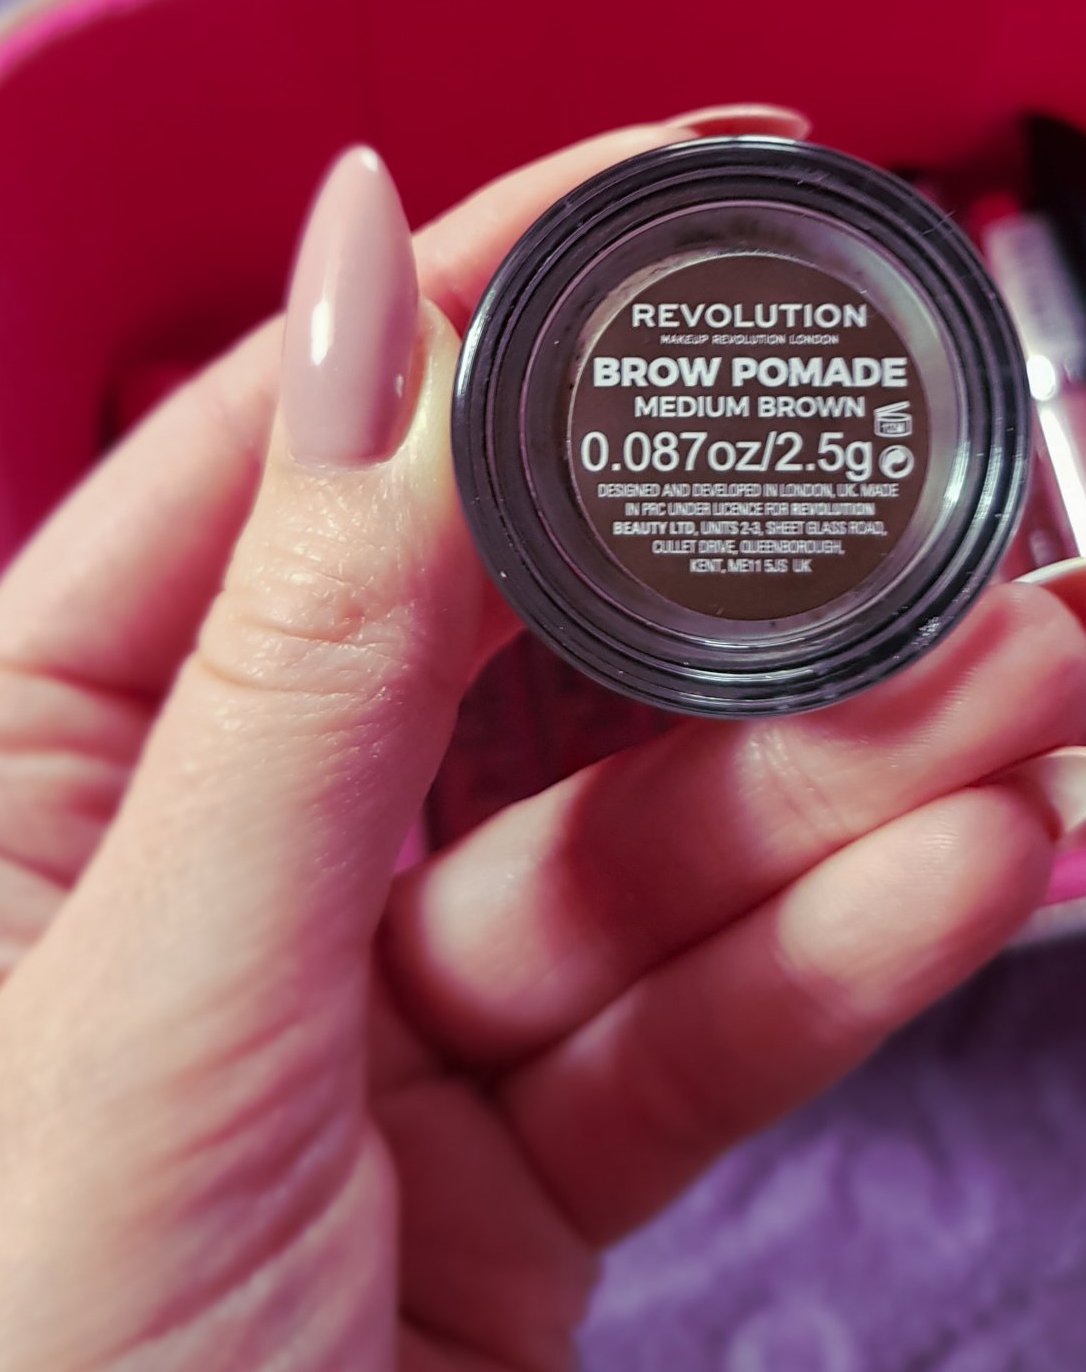 REVOLUTION
MAKEUP REVOLUTION LONDON
BROW POMADE
MEDIUM BROWN
0.087oz/2.5g
DESIGNED AND DEVELOPED IN LONDON, UK. MADE
IN PRC UNDER LICENCE FOR REVOLUTION
BEAUTY LTD, UNITS 2-3, SHEET GLASS ROAD,
CULLET DRIVE, QUEENBOROUGH,
KENT, ME11 5JS UK